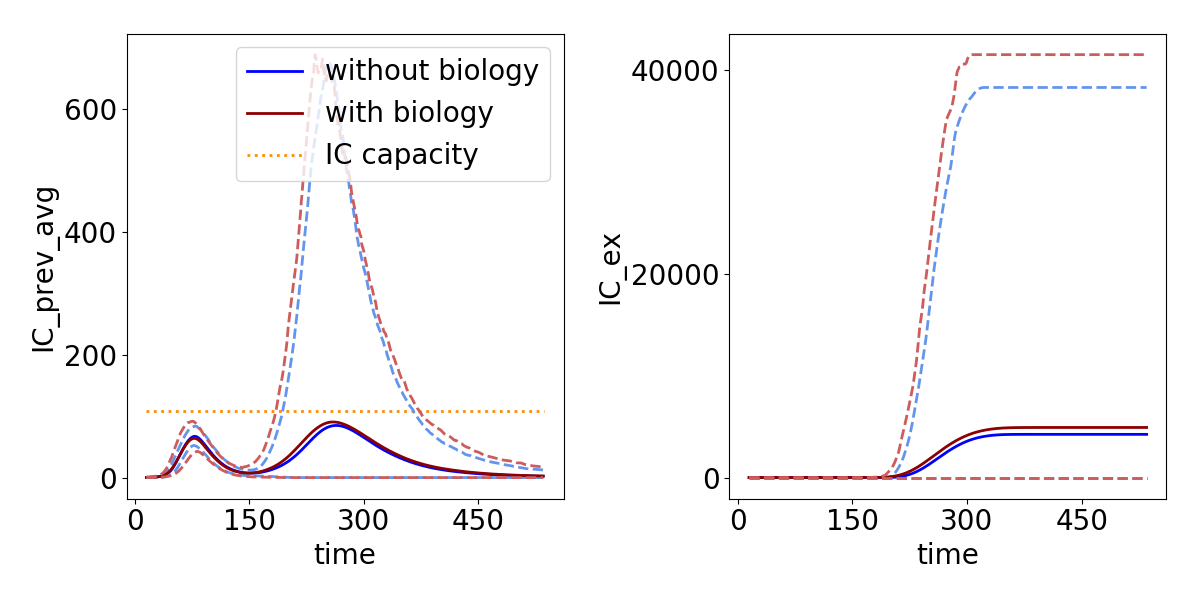 IC_prev_avg
600
400
200
0
0 150 300 450
time
without biology
with biology
IC capacity
IC_ex
40000
20000
0
0 150 300 450
time